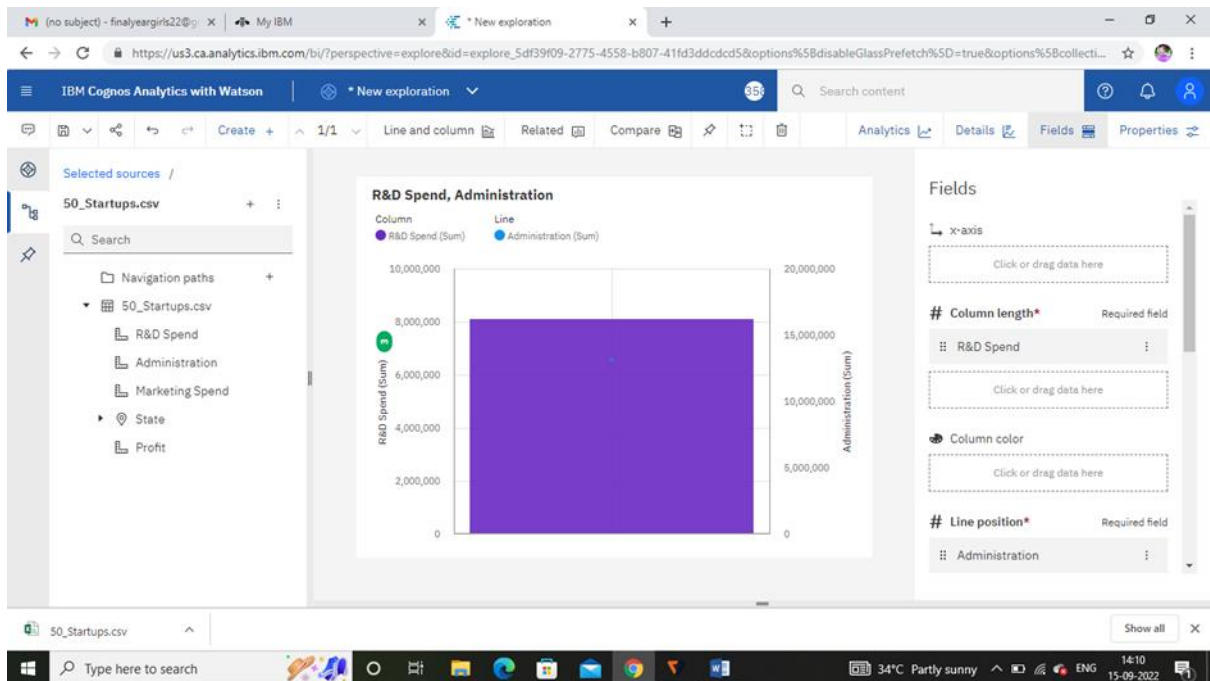 (no subject) - finalyeargirls22@g
My IBM
* New exploration
https://us3.ca.analytics.ibm.com/bi/?perspective=explore&id=explore_5df39f09-2775-4558-b807-41fd3ddcdcd5&options%5BdisableGlassPrefetch%5D=true&options%5Bcollecti...
IBM Cognos Analytics with Watson
* New exploration
Search content
Create +
1/1
Line and column
Related
Compare
Analytics
Details
Fields
Properties
Selected sources /
50_Startups.csv
Search
Navigation paths
50_Startups.csv
R&D Spend
Administration
Marketing Spend
State
Profit
R&D Spend, Administration
Column
Line
R&D Spend (Sum)
Administration (Sum)
10,000,000
8,000,000
6,000,000
4,000,000
2,000,000
0
R&D Spend (Sum)
3
20,000,000
15,000,000
10,000,000
5,000,000
0
Administration (Sum)
Fields
x-axis
Click or drag data here
# Column length* Required field
R&D Spend
Click or drag data here
Column color
Click or drag data here
# Line position* Required field
Administration
50_Startups.csv
Show all
Type here to search
34°C Partly sunny
ENG
14:10
15-09-2022